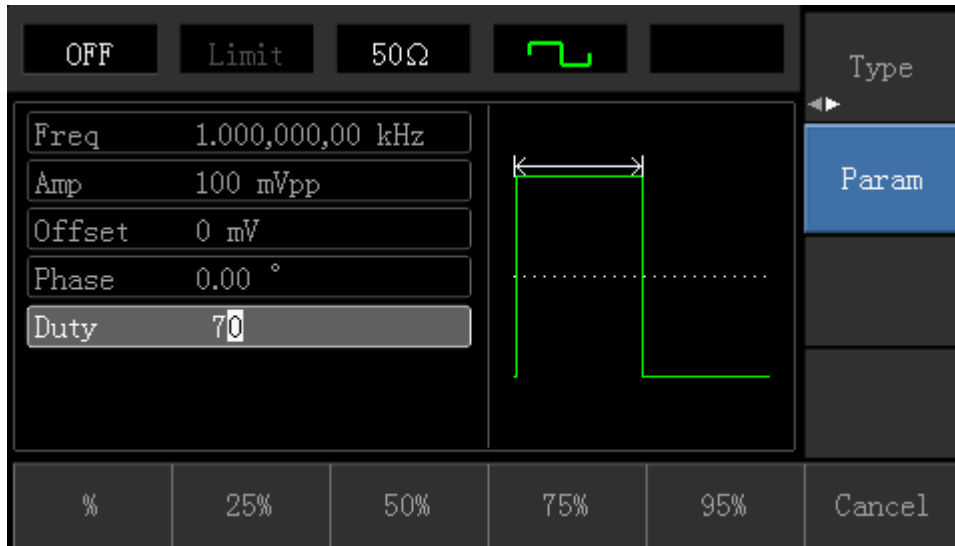 OFF Limit 50Ω
Type
Freq 1.000,000,00 kHz
Amp 100 mVpp
Param
Offset 0 mV
Phase 0.00 °
Duty 70
% 25% 50% 75% 95% Cancel